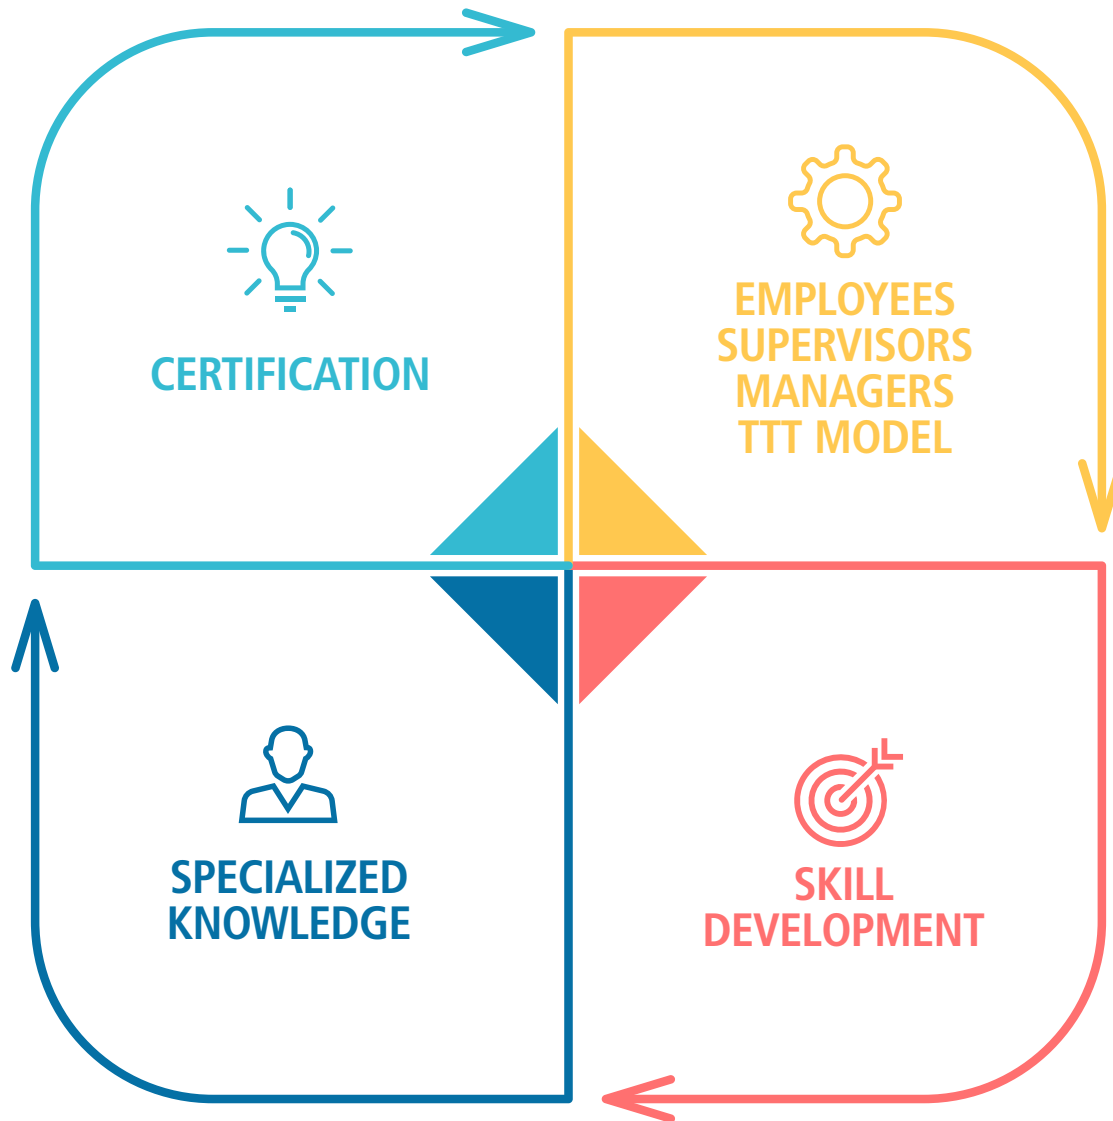 CERTIFICATION
EMPLOYEES
SUPERVISORS
MANAGERS
TTT MODEL
SPECIALIZED
KNOWLEDGE
SKILL
DEVELOPMENT